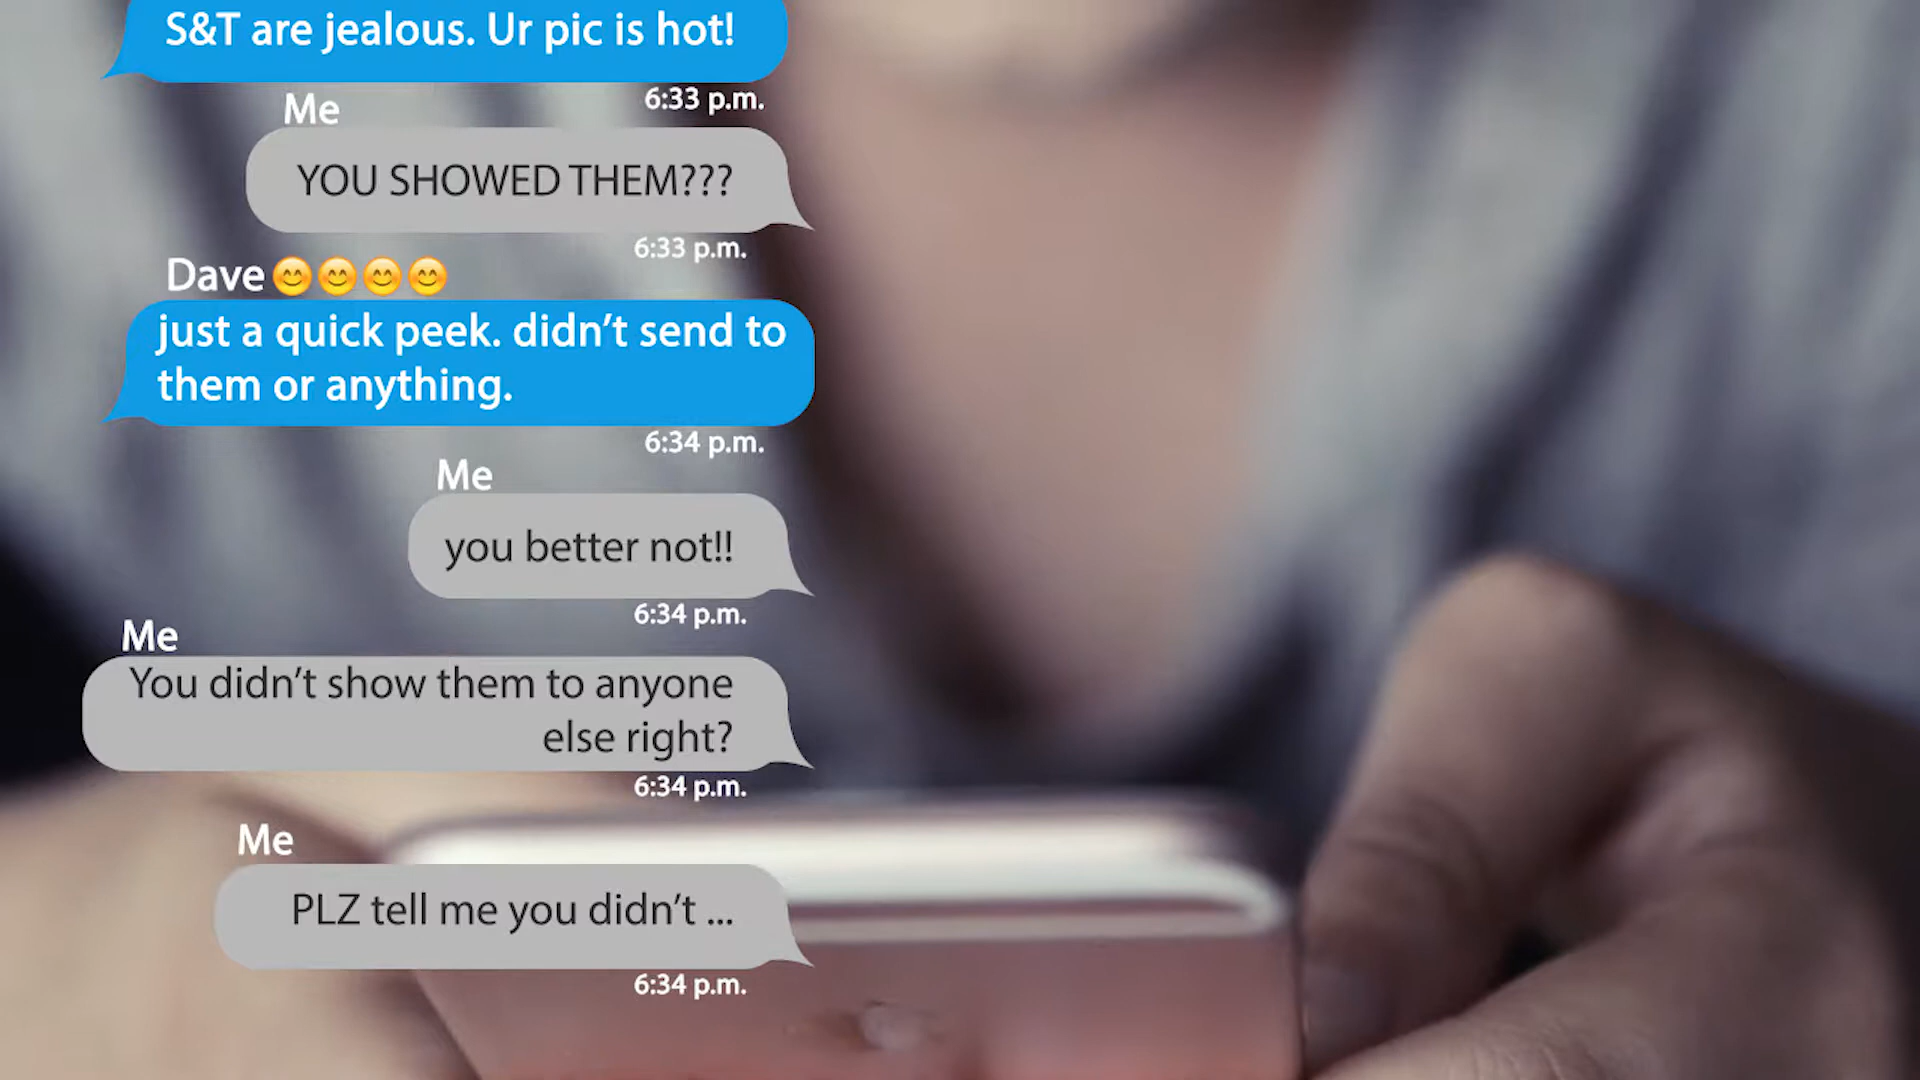 S&T are jealous. Ur pic is hot!
6:33 p.m.
Me
YOU SHOWED THEM???
6:33 p.m.
Dave😊😊😊😊
just a quick peek. didn’t send to
them or anything.
6:34 p.m.
Me
you better not!!
6:34 p.m.
Me
You didn’t show them to anyone
else right?
6:34 p.m.
Me
PLZ tell me you didn’t ...
6:34 p.m.